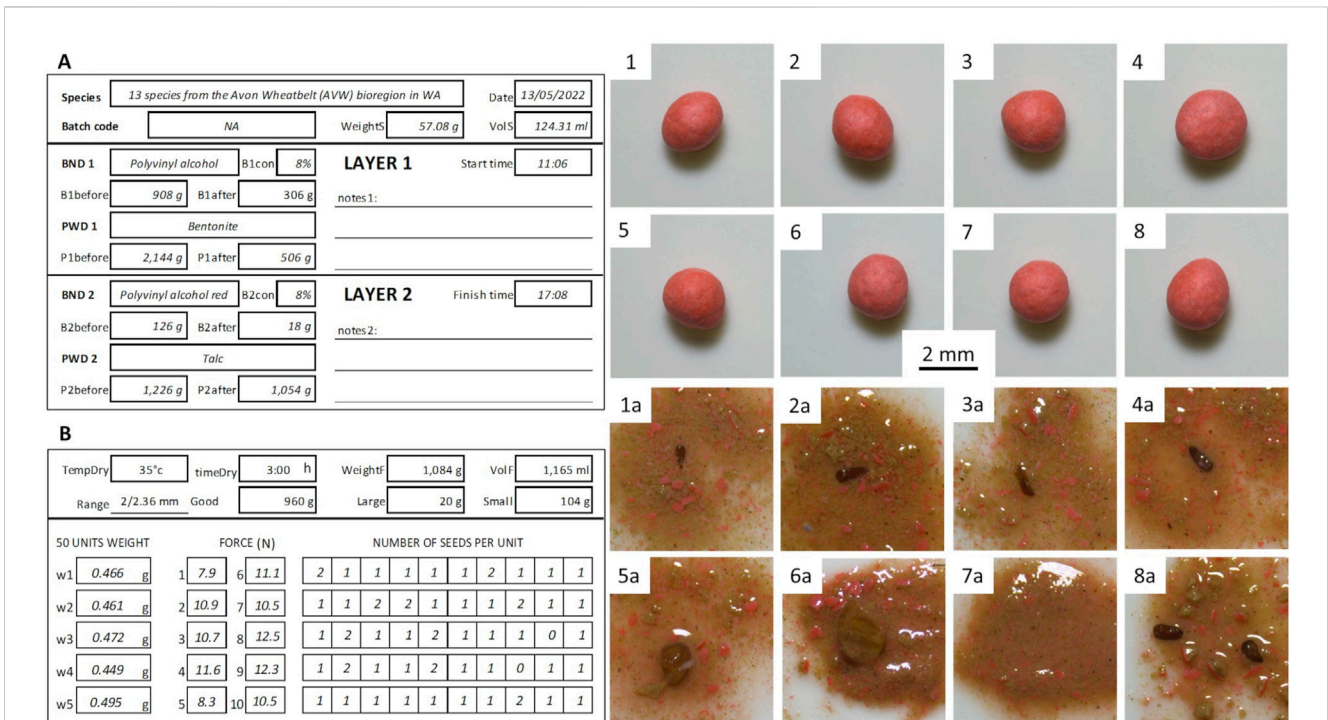 A
Species 13 species from the Avon Wheatbelt (AVW) bioregion in WA Date 13/05/2022
Batch code NA WeightS 57.08 g VolS 124.31 ml
BND 1 Polyvinyl alcohol B1con 8% LAYER 1 Start time 11:06
B1before 908 g B1after 306 g notes1:
PWD 1 Bentonite
P1before 2,144 g P1after 506 g
BND 2 Polyvinyl alcohol red B2con 8% LAYER 2 Finish time 17:08
B2before 126 g B2after 18 g notes2:
PWD 2 Talc
P2before 1,226 g P2after 1,054 g
B
TempDry 35°c timeDry 3:00 h WeightF 1,084 g VolF 1,165 ml
Range 2/2.36 mm Good 960 g Large 20 g Small 104 g
50 UNITS WEIGHT FORCE (N) NUMBER OF SEEDS PER UNIT
w1 0.466 g 1 7.9 6 11.1 2 1 1 1 1 1 2 1 1 1
w2 0.461 g 2 10.9 7 10.5 1 1 2 2 1 1 1 2 1 1
w3 0.472 g 3 10.7 8 12.5 1 2 1 1 2 1 1 1 0 1
w4 0.449 g 4 11.6 9 12.3 1 2 1 1 2 1 1 0 1 1
w5 0.495 g 5 8.3 10 10.5 1 1 1 1 1 1 1 2 1 1
1 2 3 4
5 6 7 8
2 mm
1a 2a 3a 4a
5a 6a 7a 8a